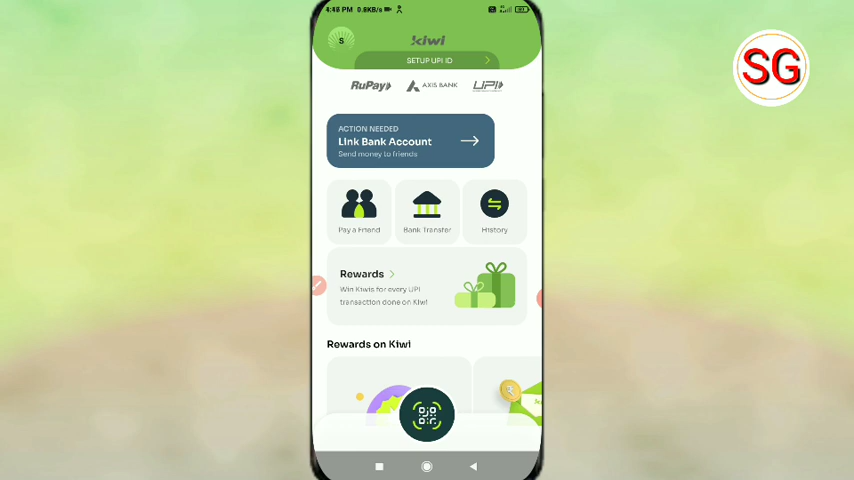 4:45 PM 0.8KB/s
S
kiwi
SETUP UPI ID
RuPay
AXIS BANK
UPI
ACTION NEEDED
Link Bank Account
Send money to friends
Pay a Friend
Bank Transfer
History
Rewards
Win Kiwis for every UPI
transaction done on Kiwi
Rewards on Kiwi
SG